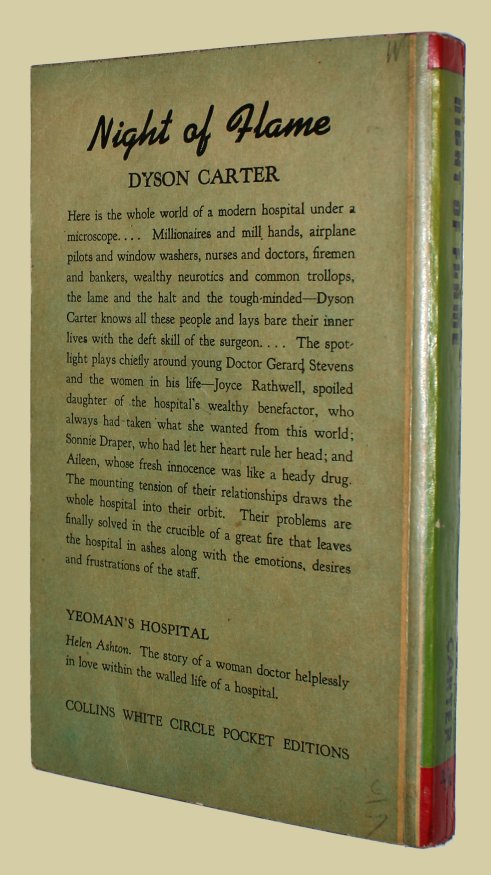 Night of Flame
DYSON CARTER
Here is the whole world of a modern hospital under a
microscope.... Millionaires and mill hands, airplane
pilots and window washers, nurses and doctors, firemen
and bankers, wealthy neurotics and common trollops,
the lame and the halt and the tough-minded—Dyson
Carter knows all these people and lays bare their inner
lives with the deft skill of the surgeon.... The spot-
light plays chiefly around young Doctor Gerard Stevens
and the women in his life—Joyce Rathwell, spoiled
daughter of the hospital's wealthy benefactor, who
always had taken what she wanted from this world;
Sonnie Draper, who had let her heart rule her head; and
Aileen, whose fresh innocence was like a heady drug.
The mounting tension of their relationships draws the
whole hospital into their orbit. Their problems are
finally solved in the crucible of a great fire that leaves
the hospital in ashes along with the emotions, desires
and frustrations of the staff.
YEOMAN'S HOSPITAL
Helen Ashton. The story of a woman doctor helplessly
in love within the walled life of a hospital.
COLLINS WHITE CIRCLE POCKET EDITIONS
NIGHT OF FLAME
CARTER